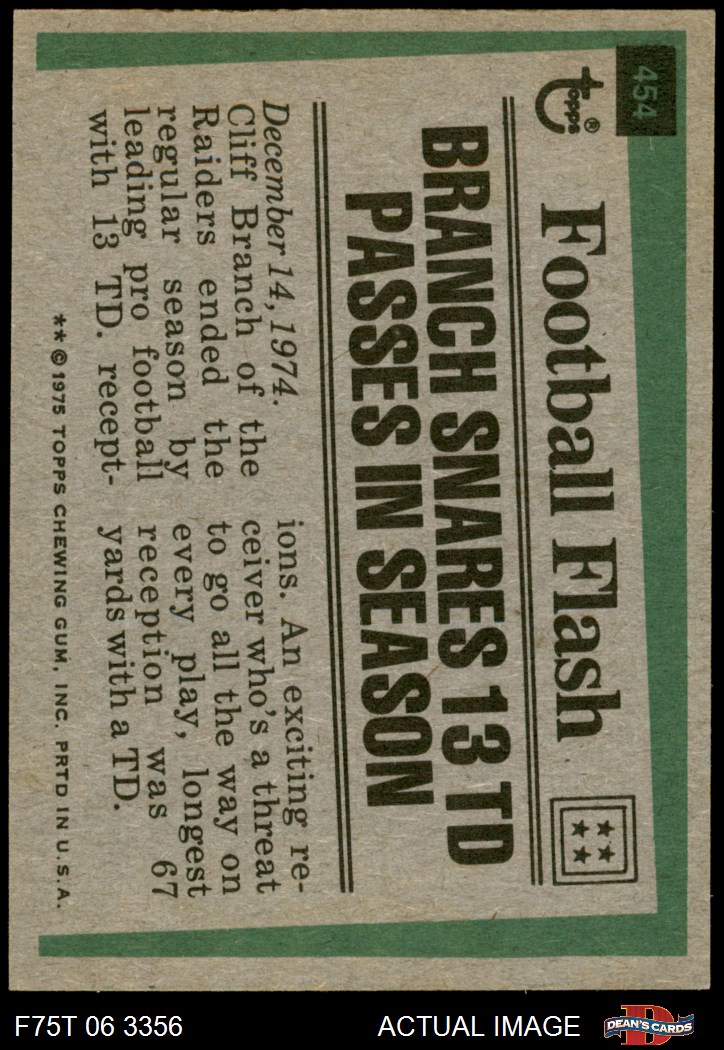 454
topps®
Football Flash
BRANCH SNARES 13 TD
PASSES IN SEASON
December 14, 1974.
Cliff Branch of the
Raiders ended the
regular season by
leading pro football
with 13 TD. recept-
ions. An exciting re-
ceiver who's a threat
to go all the way on
every play, longest
reception was 67
yards with a TD.
** © 1975 TOPPS CHEWING GUM, INC. PRTD IN U.S.A.
F75T 06 3356
ACTUAL IMAGE
D
DEAN'S CARDS